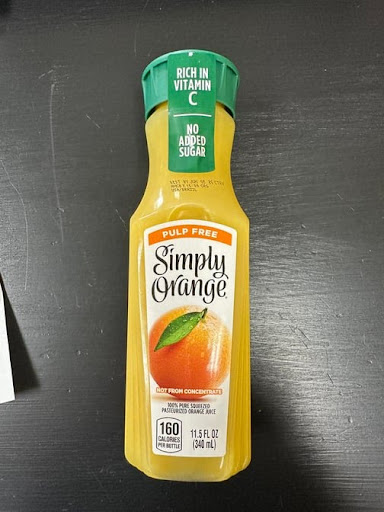 RICH IN
VITAMIN
C
NO
ADDED
SUGAR
PULP FREE
Simply
Orange®
NOT FROM CONCENTRATE
100% PURE SQUEEZED
PASTEURIZED ORANGE JUICE
160
CALORIES
PER BOTTLE
11.5 FL OZ
(340 mL)